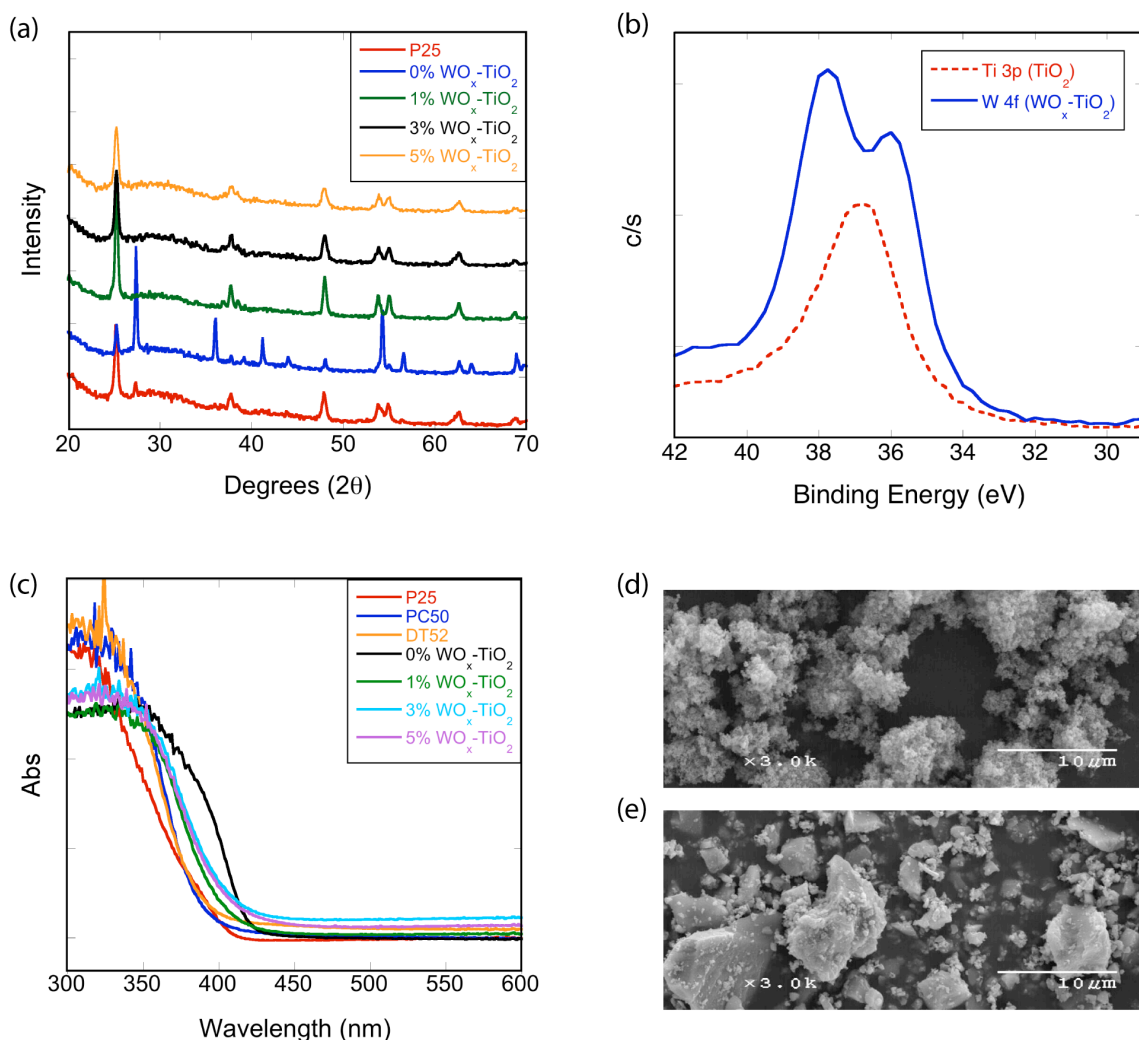 (a)
P25
0% WOₓ-TiO₂
1% WOₓ-TiO₂
3% WOₓ-TiO₂
5% WOₓ-TiO₂
Intensity
20 30 40 50 60 70
Degrees (2θ)
(b)
Ti 3p (TiO₂)
W 4f (WOₓ-TiO₂)
c/s
42 40 38 36 34 32 30
Binding Energy (eV)
(c)
P25
PC50
DT52
0% WOₓ-TiO₂
1% WOₓ-TiO₂
3% WOₓ-TiO₂
5% WOₓ-TiO₂
Abs
300 350 400 450 500 550 600
Wavelength (nm)
(d)
×3.0k 10μm
(e)
×3.0k 10μm